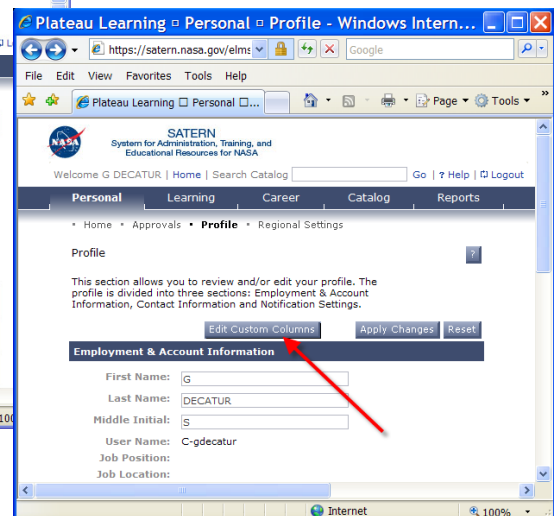 Plateau Learning ▫ Personal ▫ Profile - Windows Intern...
https://satern.nasa.gov/elms
Google
File Edit View Favorites Tools Help
Plateau Learning □ Personal □...
Page Tools »
NASA
SATERN
System for Administration, Training, and
Educational Resources for NASA
Welcome G DECATUR | Home | Search Catalog Go | ? Help | Logout
Personal Learning Career Catalog Reports
• Home • Approvals • Profile • Regional Settings
Profile ?
This section allows you to review and/or edit your profile. The
profile is divided into three sections: Employment & Account
Information, Contact Information and Notification Settings.
Edit Custom Columns Apply Changes Reset
Employment & Account Information
First Name: G
Last Name: DECATUR
Middle Initial: S
User Name: C-gdecatur
Job Position:
Job Location:
Internet 100%